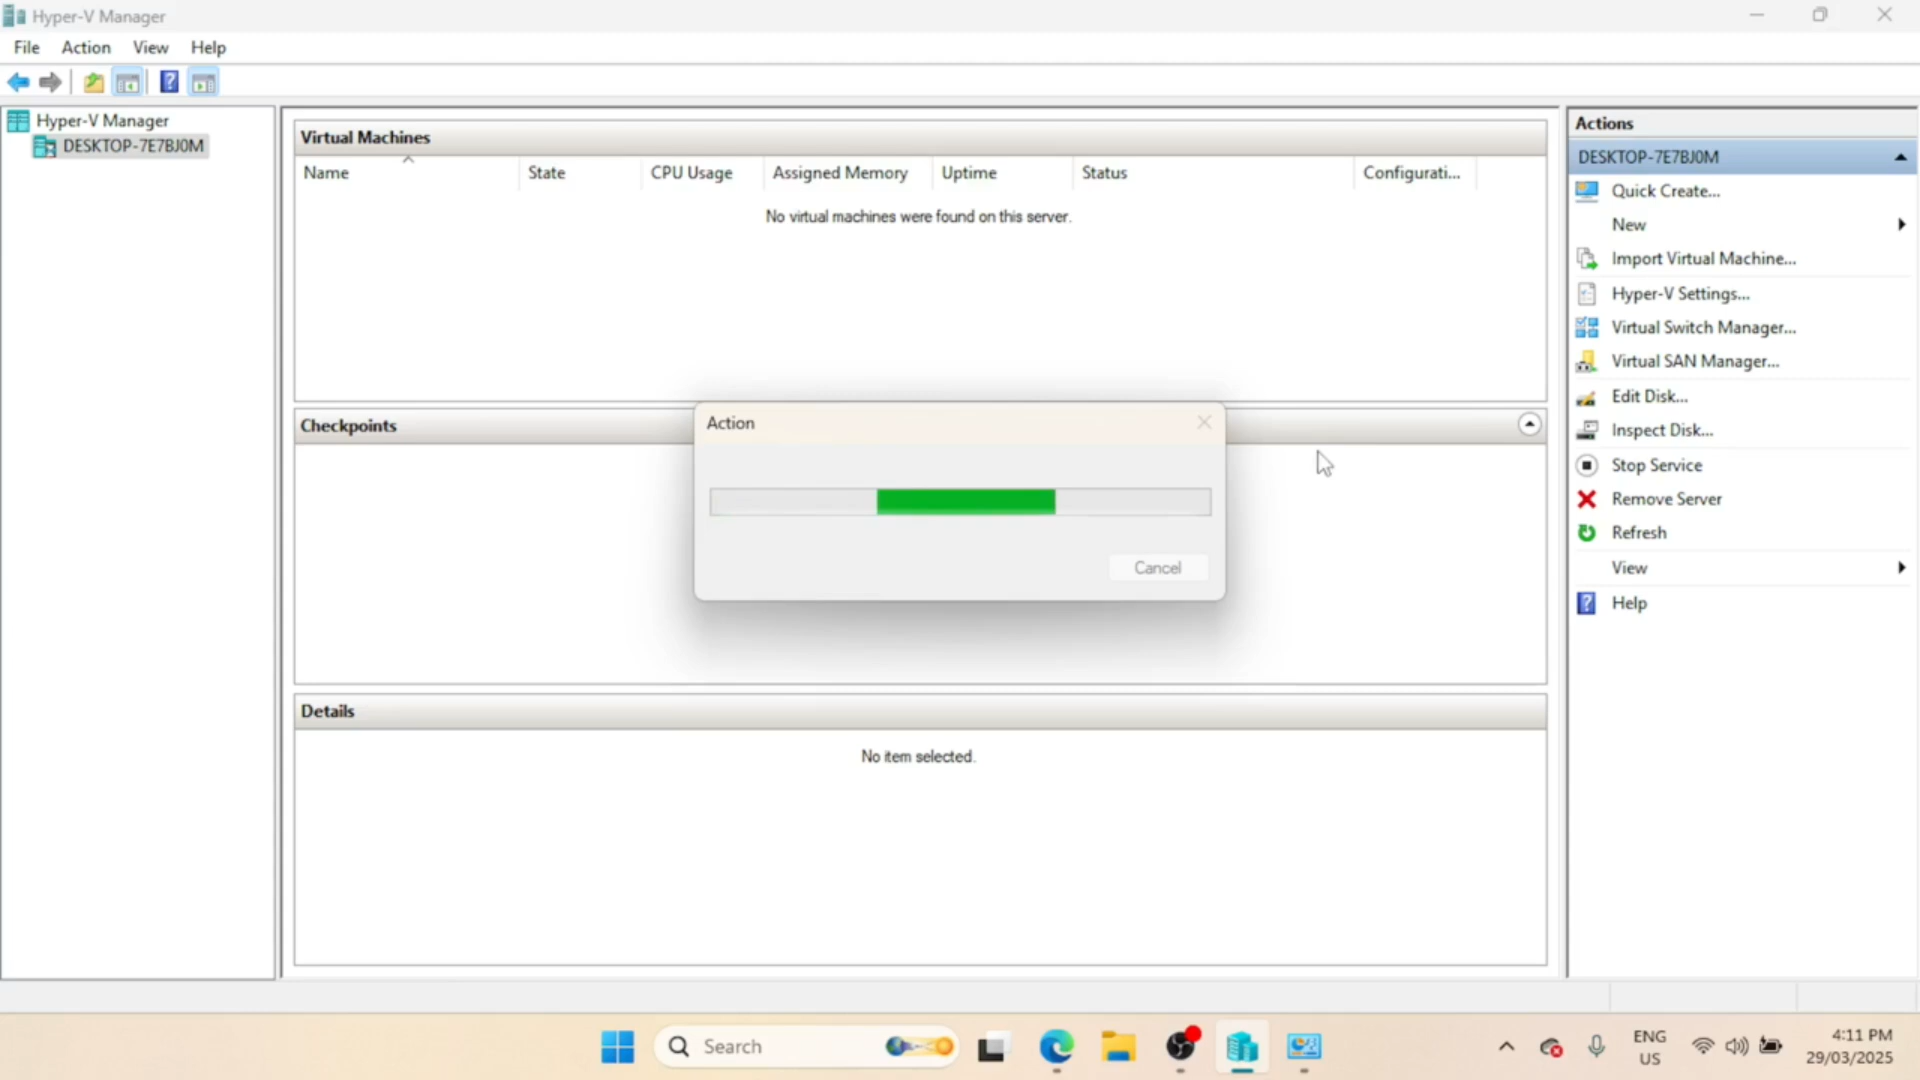 Hyper-V Manager
File Action View Help
Hyper-V Manager
DESKTOP-7E7BJ0M
Virtual Machines
Name State CPU Usage Assigned Memory Uptime Status Configurati...
No virtual machines were found on this server.
Checkpoints
Action
Cancel
Details
No item selected.
Actions
DESKTOP-7E7BJ0M
Quick Create...
New
Import Virtual Machine...
Hyper-V Settings...
Virtual Switch Manager...
Virtual SAN Manager...
Edit Disk...
Inspect Disk...
Stop Service
Remove Server
Refresh
View
Help
Search
ENG
US
4:11 PM
29/03/2025